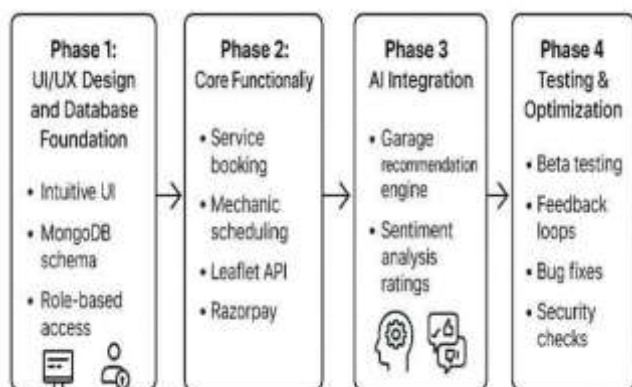 Phase 1:
UI/UX Design
and Database
Foundation
• Intuitive UI
• MongoDB
schema
• Role-based
access
Phase 2:
Core Functionaliy
• Service
booking
• Mechanic
scheduling
• Leaflet API
• Razorpay
Phase 3
AI Integration
• Garage
recommendation
engine
• Sentiment
analysis
ratings
Phase 4
Testing &
Optimization
• Beta testing
• Feedback
loops
• Bug fixes
• Security
checks